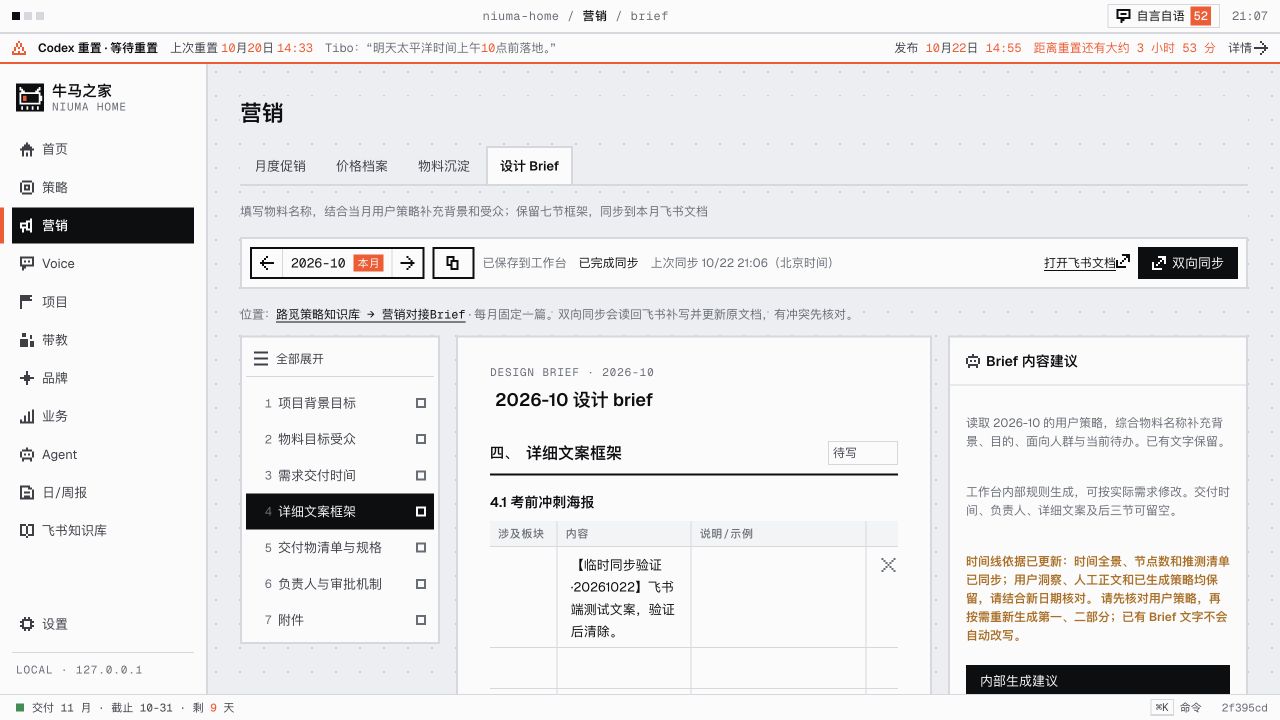 niuma-home / 营销 / brief
自言自语 52
21:07
Codex 重置 · 等待重置 上次重置 10月20日 14:33 Tibo：“明天太平洋时间上午10点前落地。”
发布 10月22日 14:55 距离重置还有大约 3 小时 53 分 详情
牛马之家
NIUMA HOME
首页
策略
营销
Voice
项目
带教
品牌
业务
Agent
日/周报
飞书知识库
设置
LOCAL · 127.0.0.1
营销
月度促销 价格档案 物料沉淀 设计 Brief
填写物料名称，结合当月用户策略补充背景和受众；保留七节框架，同步到本月飞书文档
2026-10 本月 已保存到工作台 已完成同步 上次同步 10/22 21:06（北京时间） 打开飞书文档 双向同步
位置： 路觅策略知识库 → 营销对接Brief · 每月固定一篇。双向同步会读回飞书补写并更新原文档，有冲突先核对。
全部展开
1 项目背景目标
2 物料目标受众
3 需求交付时间
4 详细文案框架
5 交付物清单与规格
6 负责人与审批机制
7 附件
DESIGN BRIEF · 2026-10
2026-10 设计 brief
四、 详细文案框架 待写
4.1 考前冲刺海报
涉及板块 内容 说明/示例
【临时同步验证
·20261022】飞书
端测试文案，验证
后清除。
Brief 内容建议
读取 2026-10 的用户策略，综合物料名称补充背
景、目的、面向人群与当前待办。已有文字保留。
工作台内部规则生成，可按实际需求修改。交付时
间、负责人、详细文案及后三节可留空。
时间线依据已更新：时间全景、节点数和推测清单
已同步；用户洞察、人工正文和已生成策略均保
留，请结合新日期核对。 请先核对用户策略，再
按需重新生成第一、二部分；已有 Brief 文字不会
自动改写。
内部生成建议
交付 11 月 · 截止 10-31 · 剩 9 天
⌘K 命令 2f395cd